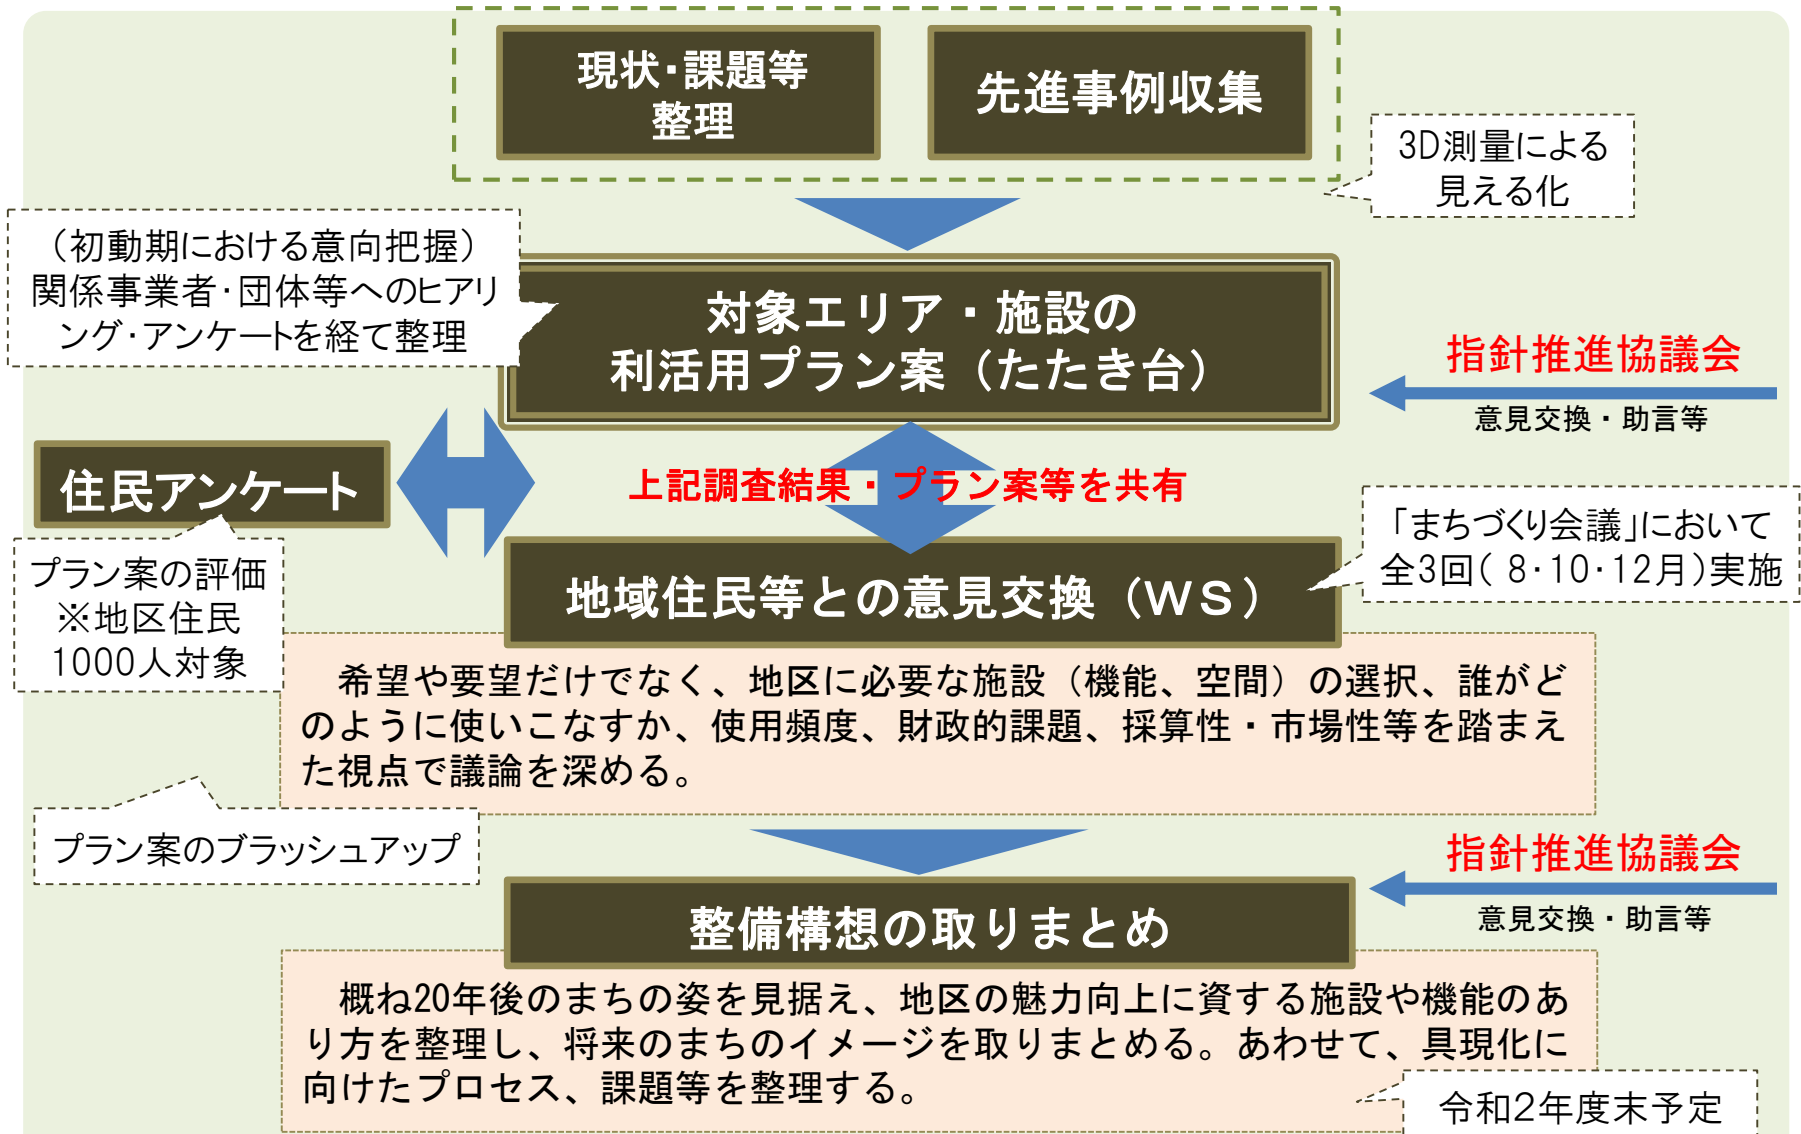 現状・課題等
整理
先進事例収集
3D測量による
見える化
（初動期における意向把握）
関係事業者・団体等へのヒアリ
ング・アンケートを経て整理
対象エリア・施設の
利活用プラン案（たたき台）
指針推進協議会
意見交換・助言等
住民アンケート
上記調査結果・プラン案等を共有
プラン案の評価
※地区住民
1000人対象
「まちづくり会議」において
全3回( 8・10・12月)実施
地域住民等との意見交換（ＷＳ）
希望や要望だけでなく、地区に必要な施設（機能、空間）の選択、誰がど
のように使いこなすか、使用頻度、財政的課題、採算性・市場性等を踏まえ
た視点で議論を深める。
プラン案のブラッシュアップ
指針推進協議会
意見交換・助言等
整備構想の取りまとめ
概ね20年後のまちの姿を見据え、地区の魅力向上に資する施設や機能のあ
り方を整理し、将来のまちのイメージを取りまとめる。あわせて、具現化に
向けたプロセス、課題等を整理する。
令和2年度末予定